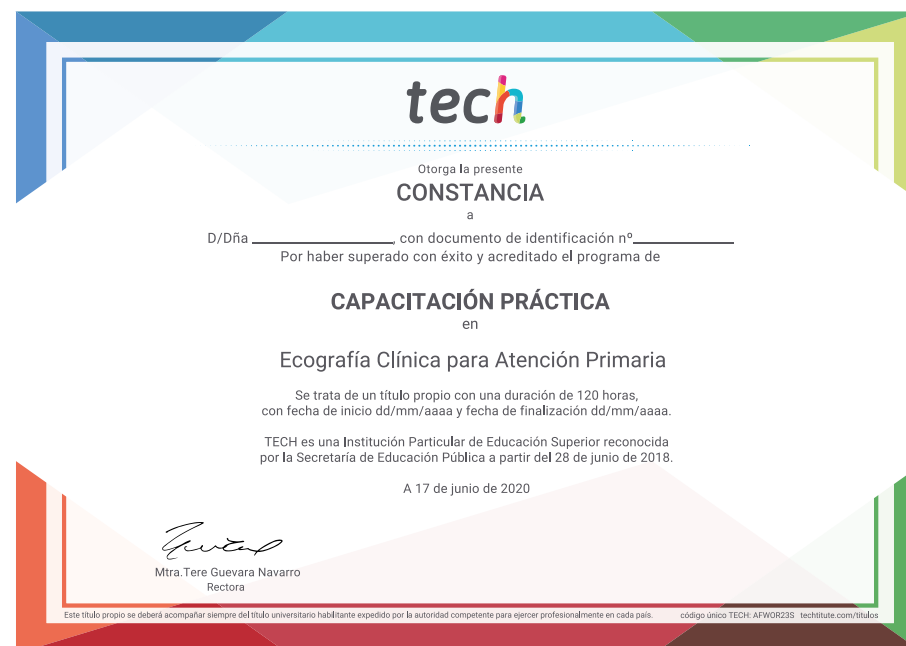 tech
Otorga la presente
CONSTANCIA
a
D/Dña ________________, con documento de identificación nº____________
Por haber superado con éxito y acreditado el programa de
CAPACITACIÓN PRÁCTICA
en
Ecografía Clínica para Atención Primaria
Se trata de un título propio con una duración de 120 horas,
con fecha de inicio dd/mm/aaaa y fecha de finalización dd/mm/aaaa.
TECH es una Institución Particular de Educación Superior reconocida
por la Secretaría de Educación Pública a partir del 28 de junio de 2018.
A 17 de junio de 2020
Mtra.Tere Guevara Navarro
Rectora
Este título propio se deberá acompañar siempre del título universitario habilitante expedido por la autoridad competente para ejercer profesionalmente en cada país. código único TECH: AFWOR23S techtitute.com/titulos